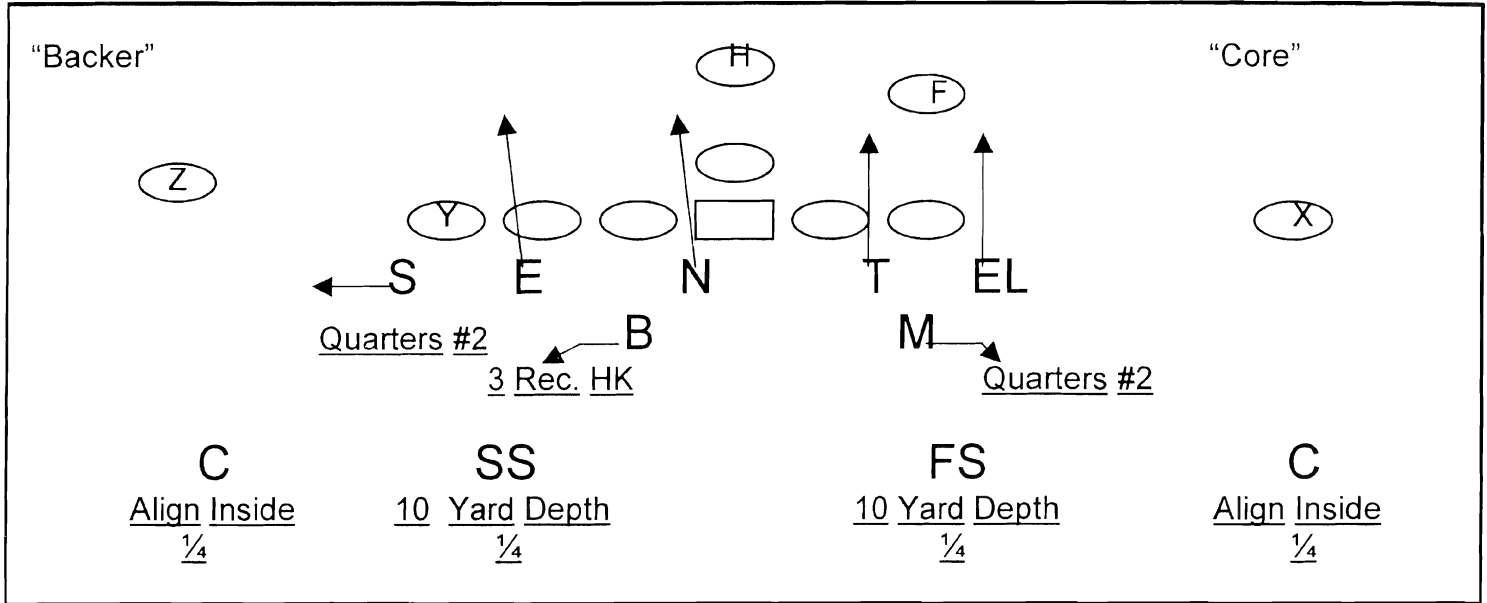 “Backer” “Core”
H
F
Z
Y X
S E N T EL
B M
Quarters #2
3 Rec. HK Quarters #2
C SS FS C
Align Inside 10 Yard Depth 10 Yard Depth Align Inside
¼ ¼ ¼ ¼